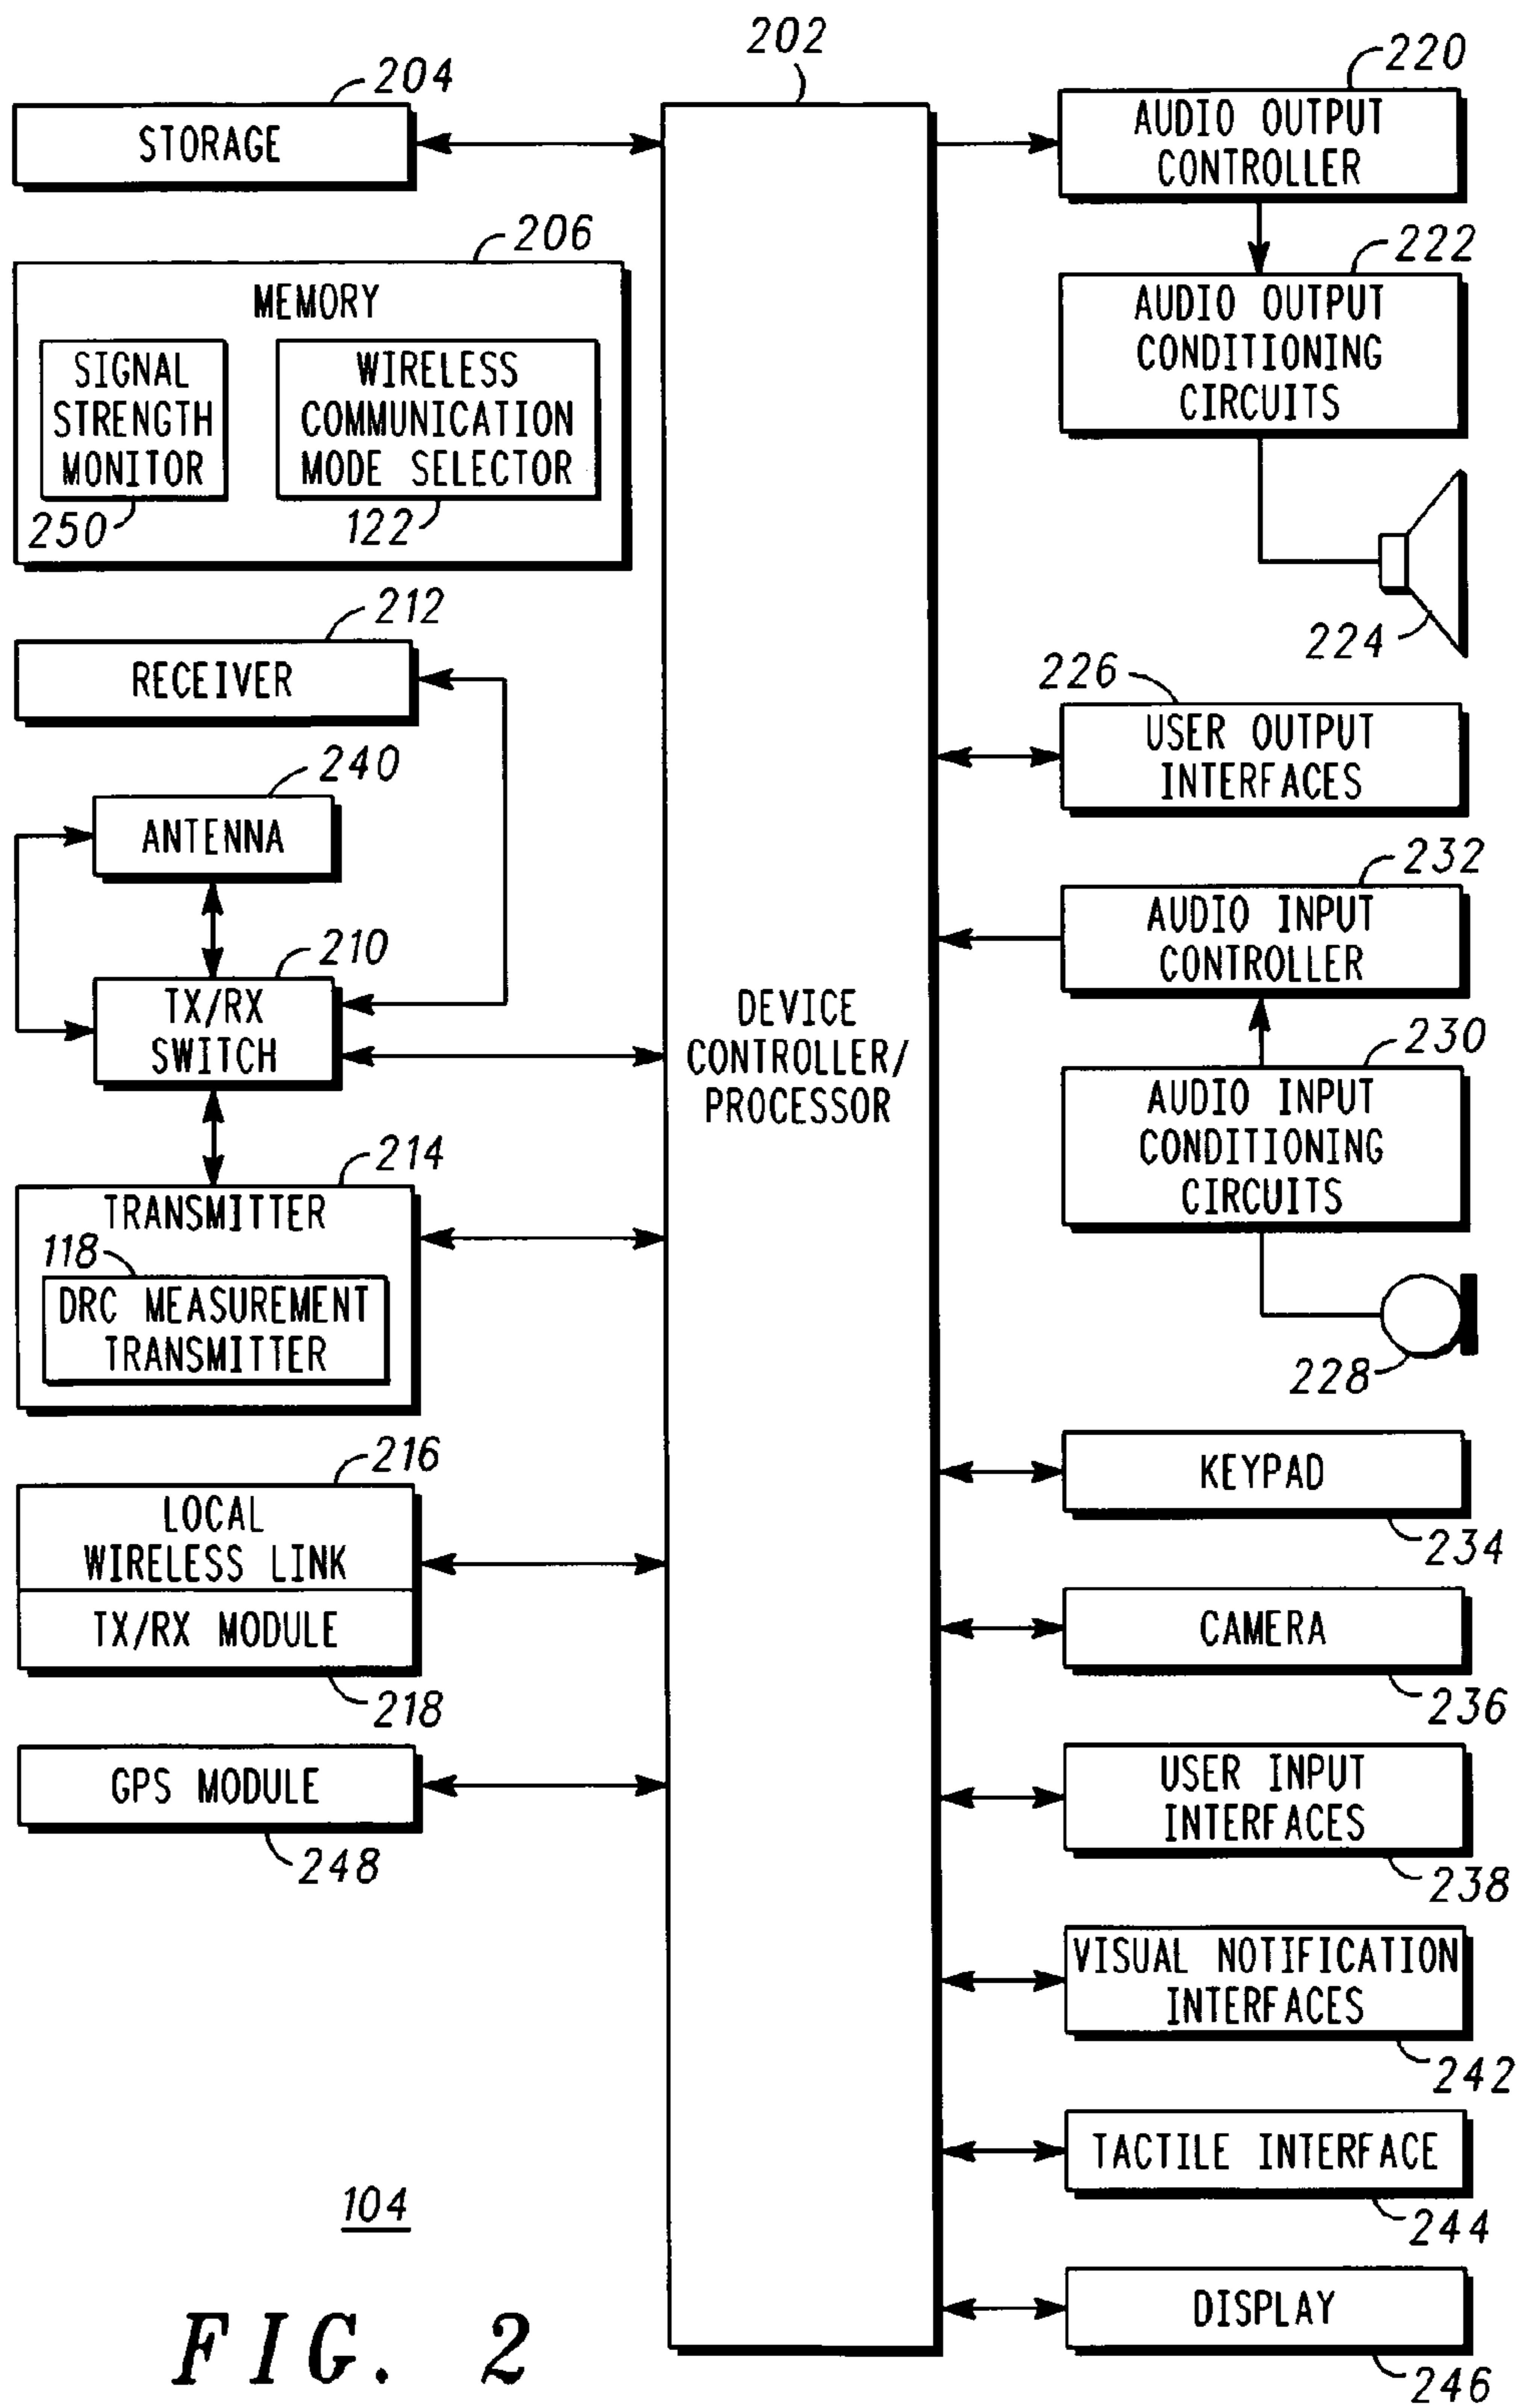 202
204
STORAGE
206
MEMORY
SIGNAL
STRENGTH
MONITOR
250
WIRELESS
COMMUNICATION
MODE SELECTOR
122
212
RECEIVER
240
ANTENNA
210
TX/RX
SWITCH
214
TRANSMITTER
118
DRC MEASUREMENT
TRANSMITTER
216
LOCAL
WIRELESS LINK
TX/RX MODULE
218
GPS MODULE
248
DEVICE
CONTROLLER/
PROCESSOR
220
AUDIO OUTPUT
CONTROLLER
222
AUDIO OUTPUT
CONDITIONING
CIRCUITS
224
226
USER OUTPUT
INTERFACES
232
AUDIO INPUT
CONTROLLER
230
AUDIO INPUT
CONDITIONING
CIRCUITS
228
KEYPAD
234
CAMERA
236
USER INPUT
INTERFACES
238
VISUAL NOTIFICATION
INTERFACES
242
TACTILE INTERFACE
244
DISPLAY
246
104
FIG. 2